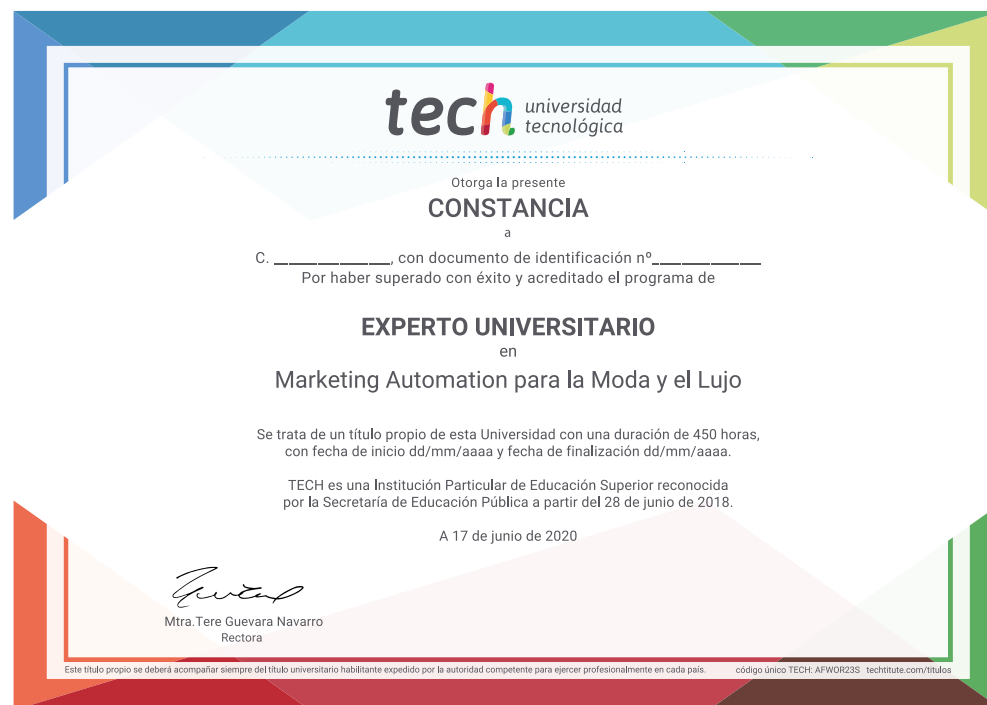 tech universidad
tecnológica
Otorga la presente
CONSTANCIA
a
C. ______________, con documento de identificación nº_____________
Por haber superado con éxito y acreditado el programa de
EXPERTO UNIVERSITARIO
en
Marketing Automation para la Moda y el Lujo
Se trata de un título propio de esta Universidad con una duración de 450 horas,
con fecha de inicio dd/mm/aaaa y fecha de finalización dd/mm/aaaa.
TECH es una Institución Particular de Educación Superior reconocida
por la Secretaría de Educación Pública a partir del 28 de junio de 2018.
A 17 de junio de 2020
Mtra.Tere Guevara Navarro
Rectora
Este título propio se deberá acompañar siempre del título universitario habilitante expedido por la autoridad competente para ejercer profesionalmente en cada país.
código único TECH: AFWOR23S techtitute.com/titulos